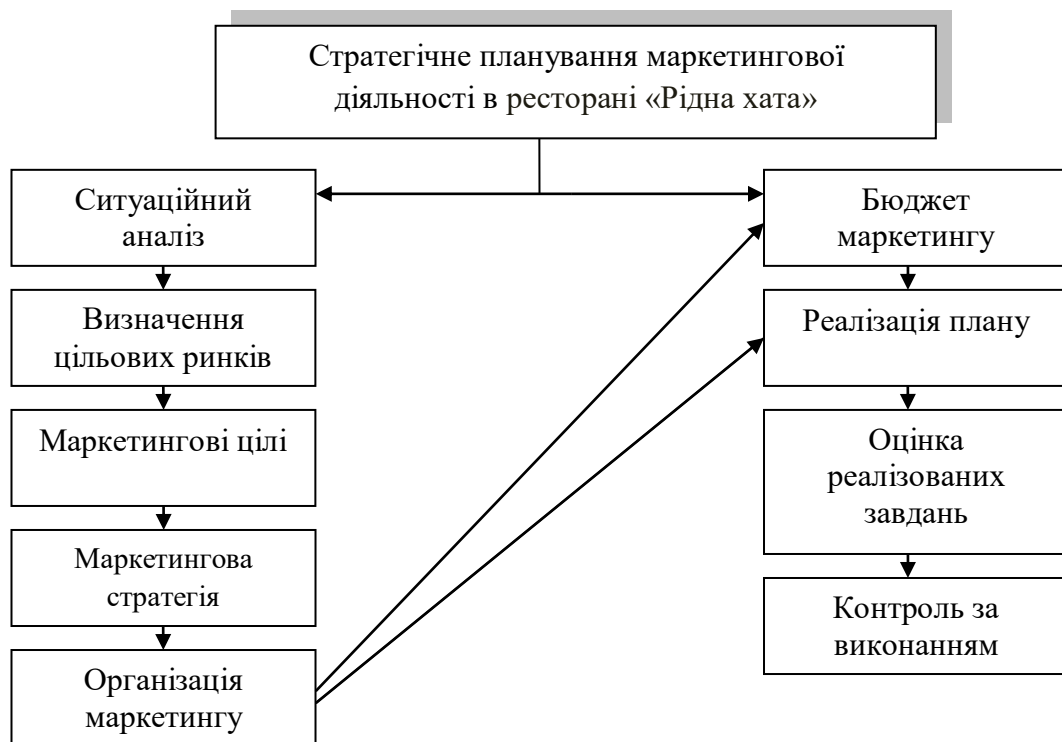 Стратегічне планування маркетингової
діяльності в ресторані «Рідна хата»
Ситуаційний
аналіз
Визначення
цільових ринків
Маркетингові цілі
Маркетингова
стратегія
Організація
маркетингу
Бюджет
маркетингу
Реалізація плану
Оцінка
реалізованих
завдань
Контроль за
виконанням